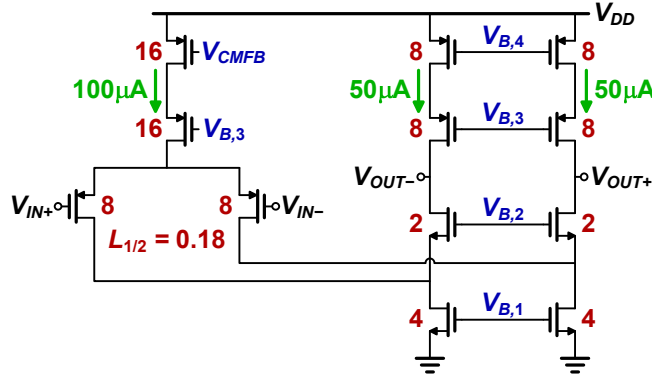 V_DD
16 V_CMFB 8 V_B,4 8
100μA 50μA 50μA
16 V_B,3 8 V_B,3 8
V_OUT− V_OUT+
V_IN+ 8 8 V_IN− 2 V_B,2 2
L_1/2 = 0.18
4 V_B,1 4